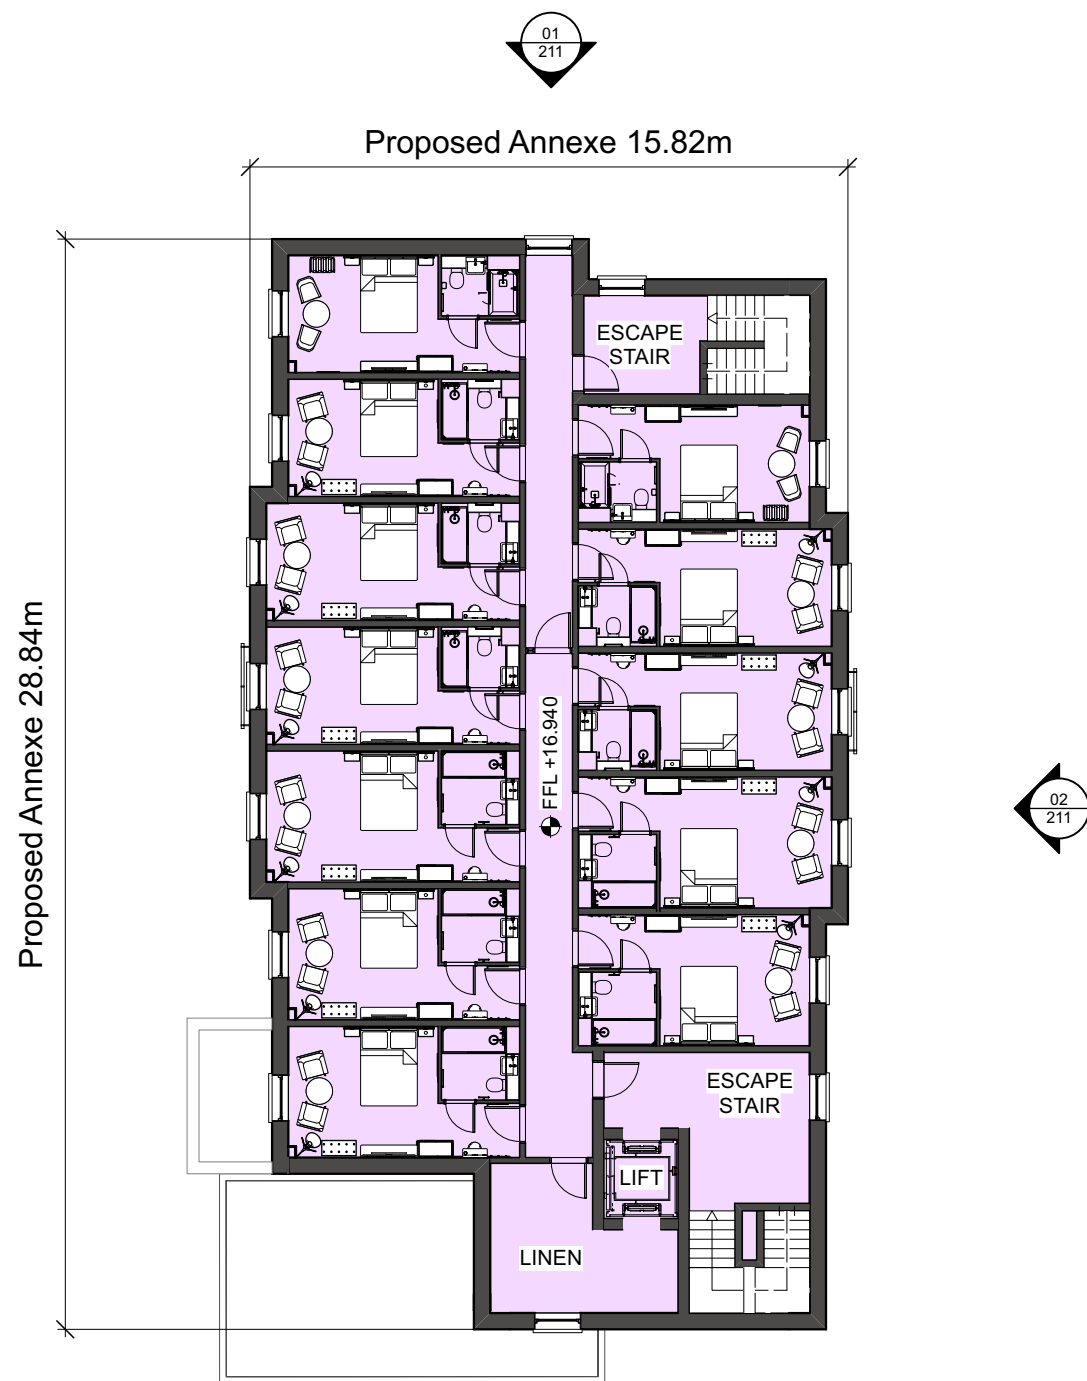 01
211
Proposed Annexe 15.82m
ESCAPE
STAIR
Proposed Annexe 28.84m
FFL +16.940
02
211
ESCAPE
STAIR
LIFT
LINEN